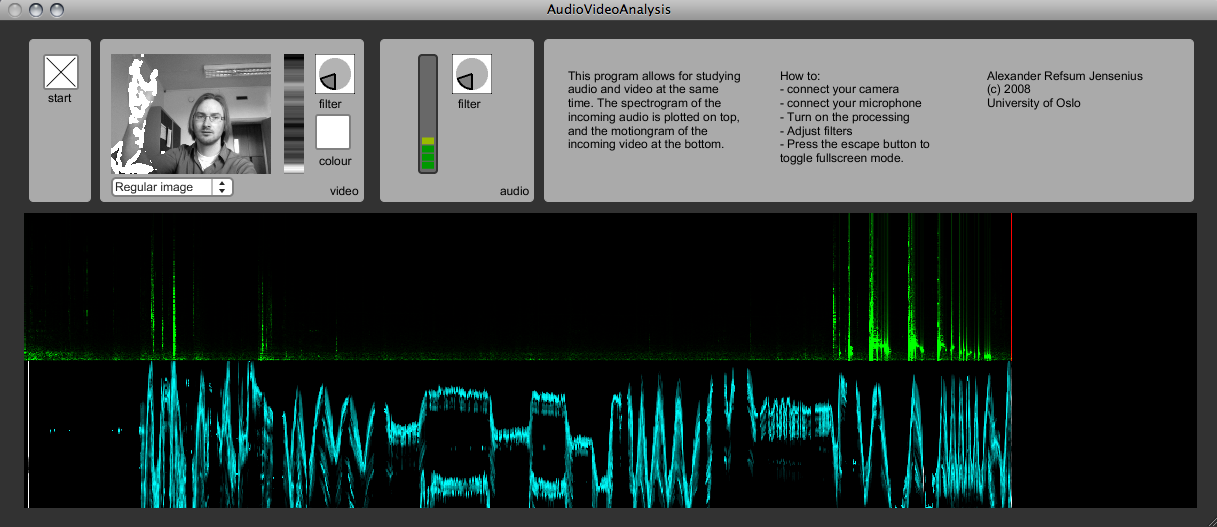 AudioVideoAnalysis
start
Regular image
filter
colour
video
filter
audio
This program allows for studying
audio and video at the same
time. The spectrogram of the
incoming audio is plotted on top,
and the motiongram of the
incoming video at the bottom.
How to:
- connect your camera
- connect your microphone
- Turn on the processing
- Adjust filters
- Press the escape button to
toggle fullscreen mode.
Alexander Refsum Jensenius
(c) 2008
University of Oslo